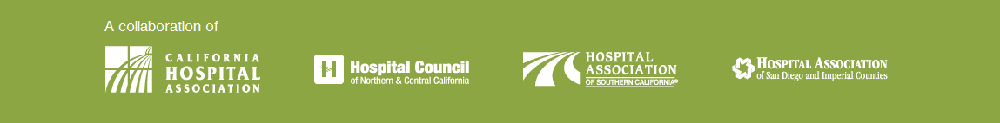 A collaboration of
CALIFORNIA
HOSPITAL
ASSOCIATION
H
Hospital Council
of Northern & Central California
HOSPITAL
ASSOCIATION
OF SOUTHERN CALIFORNIA®
HOSPITAL ASSOCIATION
of San Diego and Imperial Counties